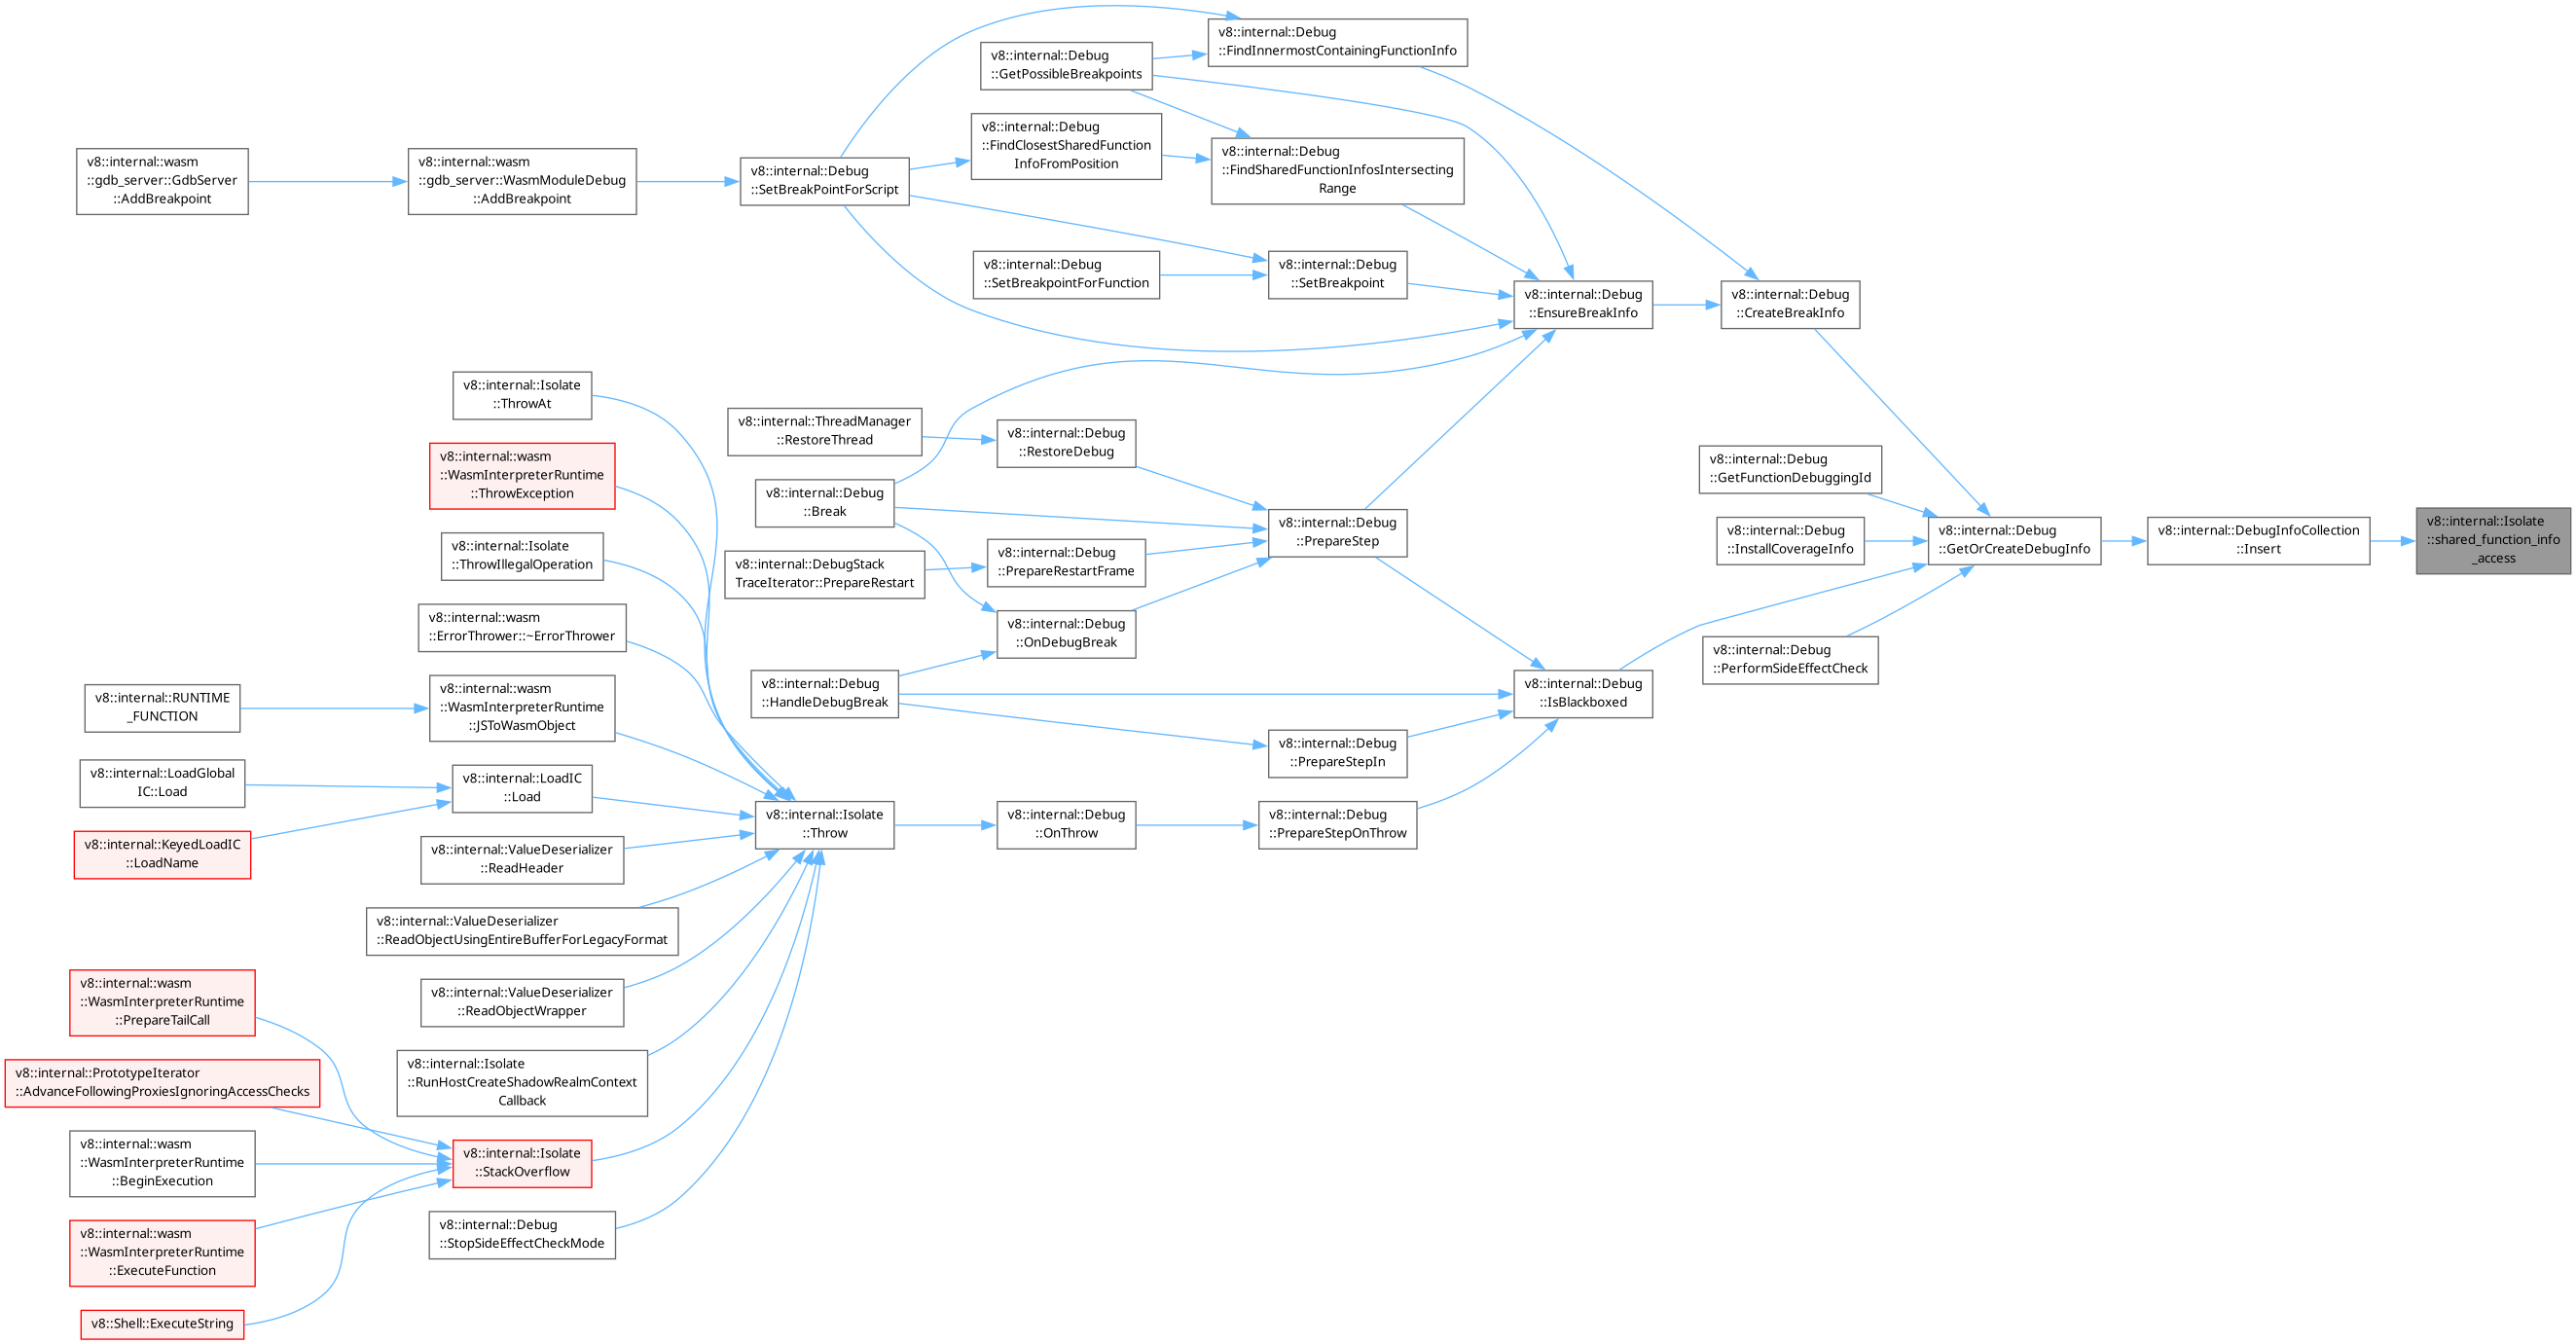 v8::internal::Debug
::FindInnermostContainingFunctionInfo
v8::internal::Debug
::GetPossibleBreakpoints
v8::internal::Debug
::FindClosestSharedFunction
InfoFromPosition
v8::internal::Debug
::FindSharedFunctionInfosIntersecting
Range
v8::internal::wasm
::gdb_server::GdbServer
::AddBreakpoint
v8::internal::wasm
::gdb_server::WasmModuleDebug
::AddBreakpoint
v8::internal::Debug
::SetBreakPointForScript
v8::internal::Debug
::SetBreakpointForFunction
v8::internal::Debug
::SetBreakpoint
v8::internal::Debug
::EnsureBreakInfo
v8::internal::Debug
::CreateBreakInfo
v8::internal::Isolate
::ThrowAt
v8::internal::ThreadManager
::RestoreThread
v8::internal::Debug
::RestoreDebug
v8::internal::wasm
::WasmInterpreterRuntime
::ThrowException
v8::internal::Debug
::GetFunctionDebuggingId
v8::internal::Debug
::Break
v8::internal::Debug
::PrepareStep
v8::internal::Debug
::InstallCoverageInfo
v8::internal::Debug
::GetOrCreateDebugInfo
v8::internal::DebugInfoCollection
::Insert
v8::internal::Isolate
::shared_function_info
_access
v8::internal::Isolate
::ThrowIllegalOperation
v8::internal::DebugStack
TraceIterator::PrepareRestart
v8::internal::Debug
::PrepareRestartFrame
v8::internal::wasm
::ErrorThrower::~ErrorThrower
v8::internal::Debug
::OnDebugBreak
v8::internal::Debug
::PerformSideEffectCheck
v8::internal::RUNTIME
_FUNCTION
v8::internal::wasm
::WasmInterpreterRuntime
::JSToWasmObject
v8::internal::Debug
::HandleDebugBreak
v8::internal::Debug
::IsBlackboxed
v8::internal::Debug
::PrepareStepIn
v8::internal::LoadGlobal
IC::Load
v8::internal::LoadIC
::Load
v8::internal::Isolate
::Throw
v8::internal::Debug
::OnThrow
v8::internal::Debug
::PrepareStepOnThrow
v8::internal::KeyedLoadIC
::LoadName
v8::internal::ValueDeserializer
::ReadHeader
v8::internal::ValueDeserializer
::ReadObjectUsingEntireBufferForLegacyFormat
v8::internal::wasm
::WasmInterpreterRuntime
::PrepareTailCall
v8::internal::ValueDeserializer
::ReadObjectWrapper
v8::internal::PrototypeIterator
::AdvanceFollowingProxiesIgnoringAccessChecks
v8::internal::Isolate
::RunHostCreateShadowRealmContext
Callback
v8::internal::wasm
::WasmInterpreterRuntime
::BeginExecution
v8::internal::Isolate
::StackOverflow
v8::internal::wasm
::WasmInterpreterRuntime
::ExecuteFunction
v8::internal::Debug
::StopSideEffectCheckMode
v8::Shell::ExecuteString